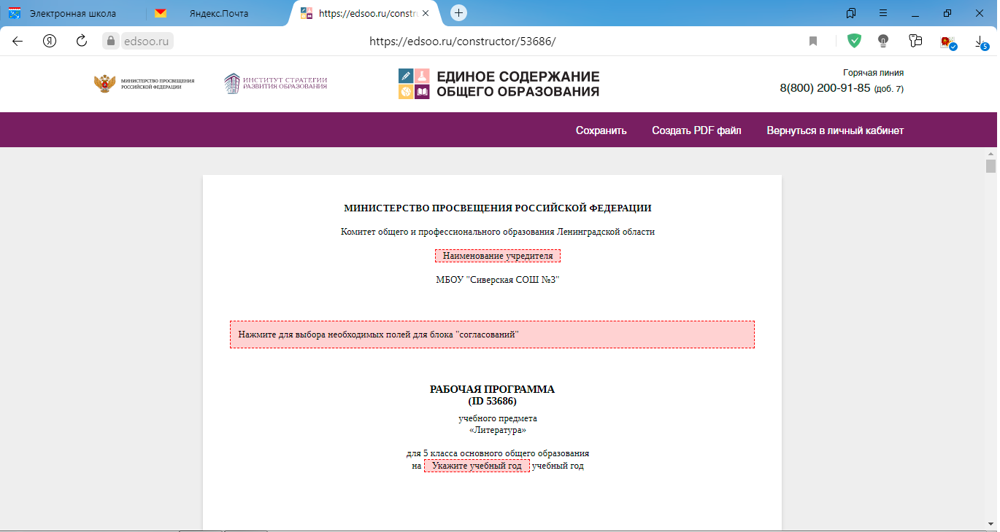 Электронная школа
Яндекс.Почта
https://edsoo.ru/constr
edsoo.ru
https://edsoo.ru/constructor/53686/
5
МИНИСТЕРСТВО ПРОСВЕЩЕНИЯ
РОССИЙСКОЙ ФЕДЕРАЦИИ
ИНСТИТУТ СТРАТЕГИИ
РАЗВИТИЯ ОБРАЗОВАНИЯ
ЕДИНОЕ СОДЕРЖАНИЕ
ОБЩЕГО ОБРАЗОВАНИЯ
Горячая линия
8(800) 200-91-85 (доб. 7)
Сохранить
Создать PDF файл
Вернуться в личный кабинет
МИНИСТЕРСТВО ПРОСВЕЩЕНИЯ РОССИЙСКОЙ ФЕДЕРАЦИИ
Комитет общего и профессионального образования Ленинградской области
Наименование учредителя
МБОУ "Сиверская СОШ №3"
Нажмите для выбора необходимых полей для блока "согласований"
РАБОЧАЯ ПРОГРАММА
(ID 53686)
учебного предмета
«Литература»
для 5 класса основного общего образования
на Укажите учебный год учебный год